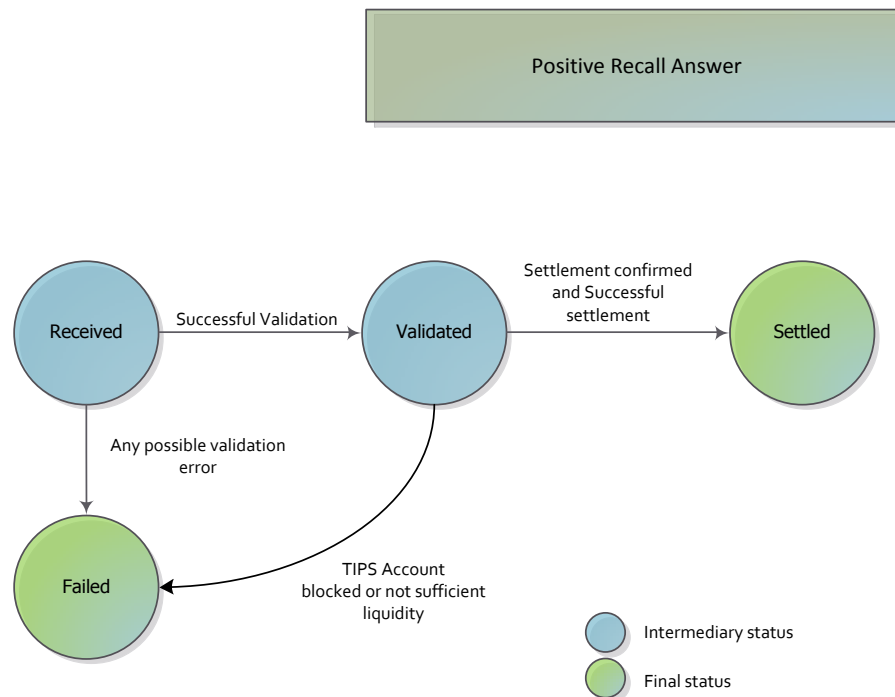 Positive Recall Answer
Settlement confirmed
and Successful
settlement
Received
Successful Validation
Validated
Settled
Any possible validation
error
Failed
TIPS Account
blocked or not sufficient
liquidity
Intermediary status
Final status